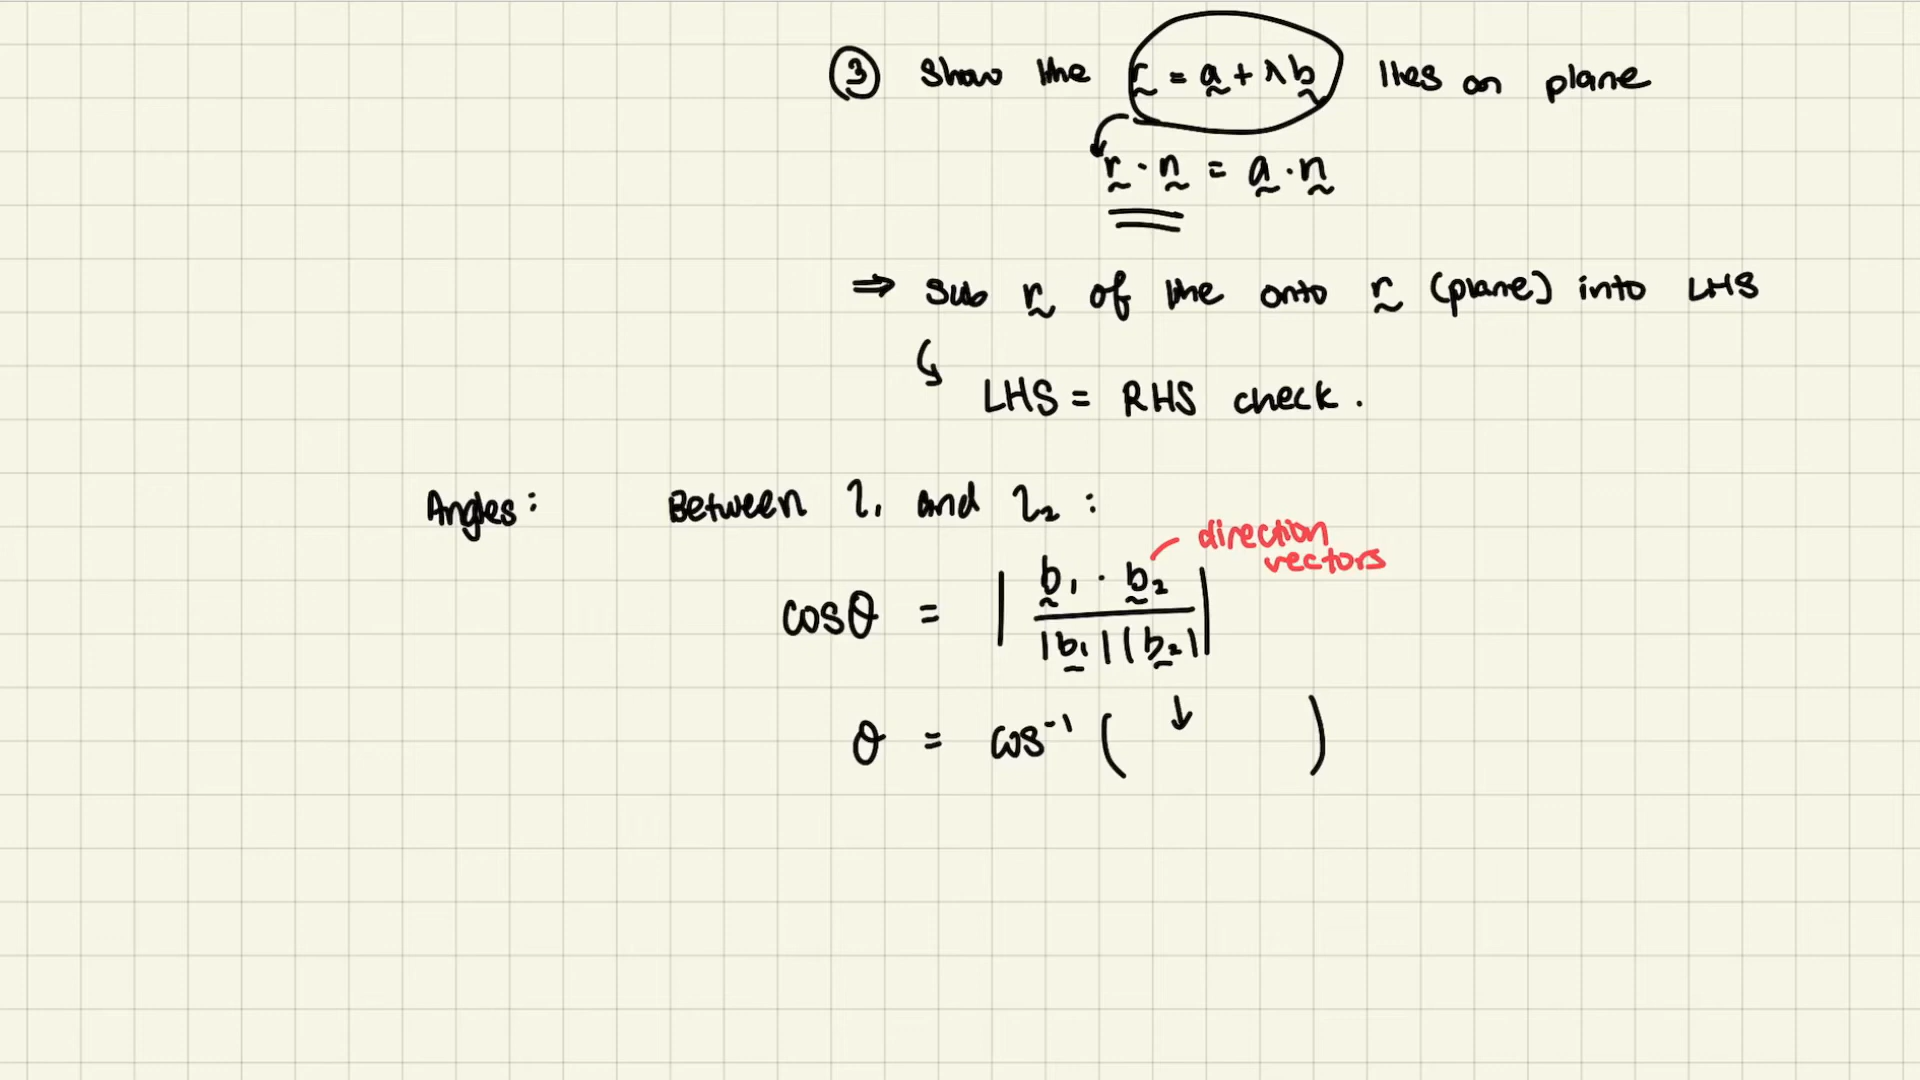 ③ Show line r = a + λb lies on plane
r · n = a · n
⇒ sub r of line onto r (plane) into LHS
LHS = RHS check.
Angles: Between l₁ and l₂ :
direction vectors
cosθ = | b₁ · b₂ / |b₁||b₂| |
θ = cos⁻¹ ( ↓ )